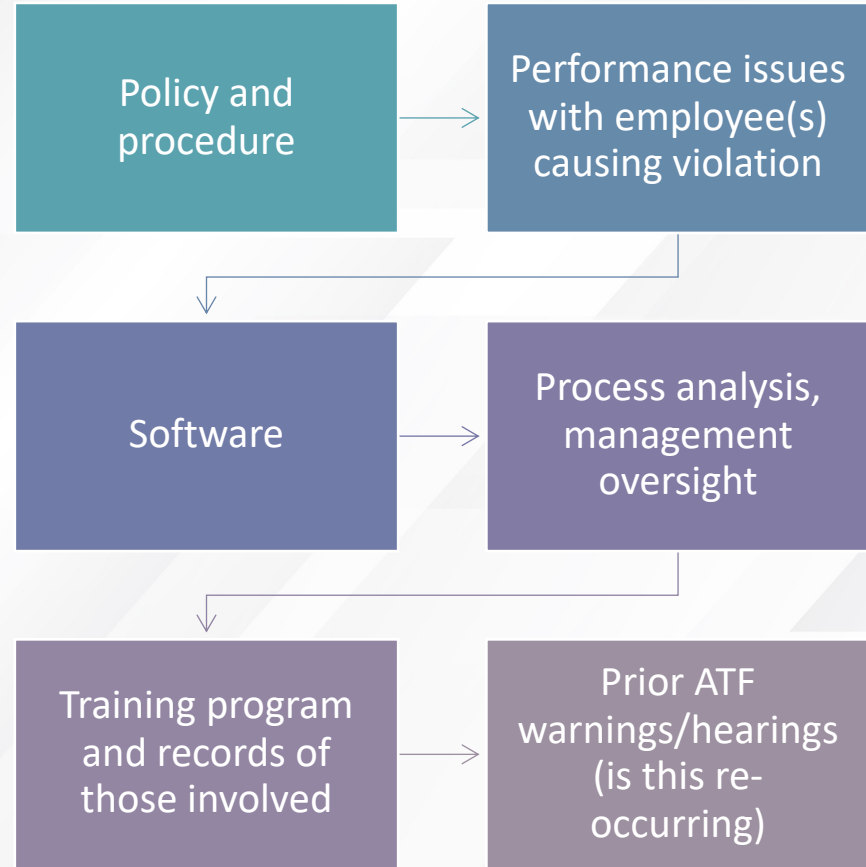 Policy and
procedure
Performance issues
with employee(s)
causing violation
Software
Process analysis,
management
oversight
Training program
and records of
those involved
Prior ATF
warnings/hearings
(is this re-
occurring)